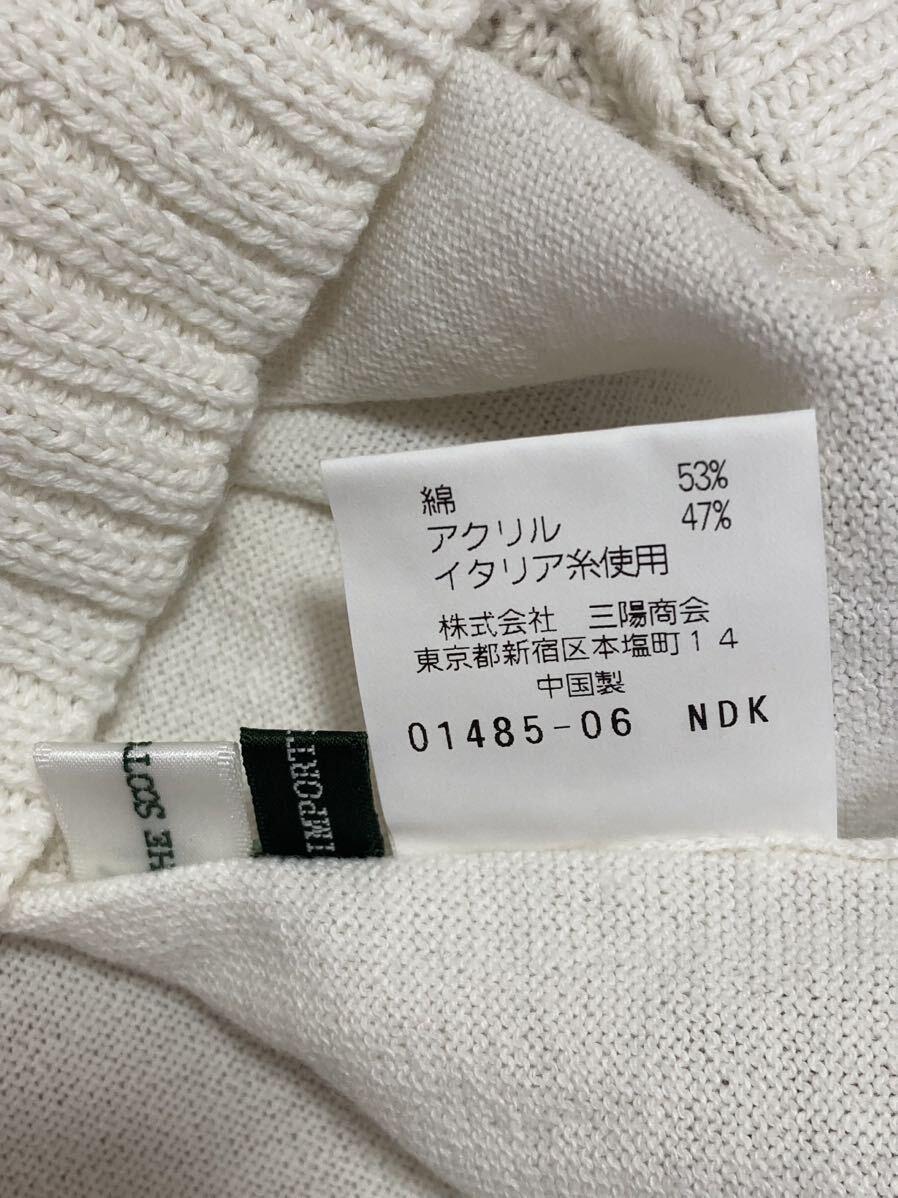 綿 53%
アクリル 47%
イタリア糸使用
株式会社 三陽商会
東京都新宿区本塩町14
中国製
01485-06 NDK